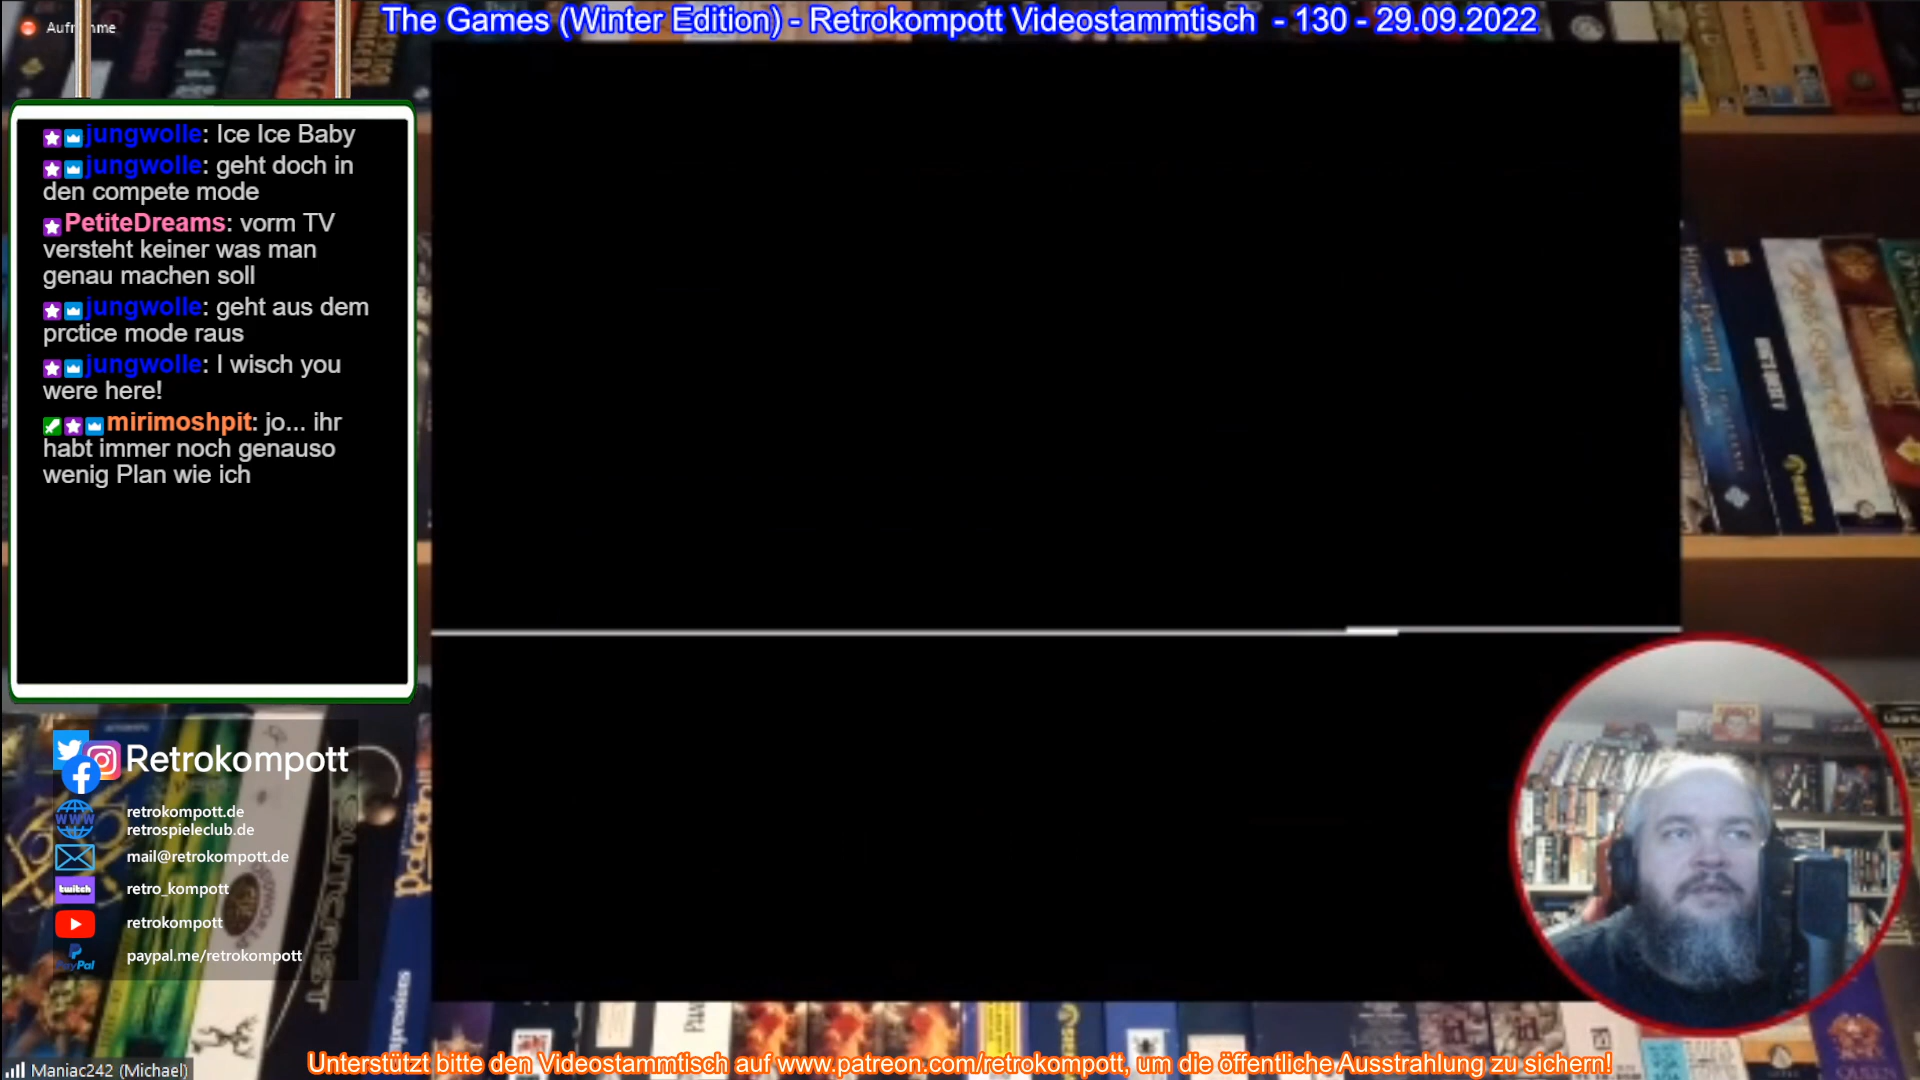 The Games (Winter Edition) - Retrokompott Videostammtisch - 130 - 29.09.2022
jungwolle: Ice Ice Baby
jungwolle: geht doch in
den compete mode
PetiteDreams: vorm TV
versteht keiner was man
genau machen soll
jungwolle: geht aus dem
prctice mode raus
jungwolle: I wisch you
were here!
mirimoshpit: jo... ihr
habt immer noch genauso
wenig Plan wie ich
Retrokompott
www
retrokompott.de
retrospieleclub.de
mail@retrokompott.de
twitch
retro_kompott
retrokompott
PayPal
paypal.me/retrokompott
Maniac242 (Michael)
Unterstützt bitte den Videostammtisch auf www.patreon.com/retrokompott, um die öffentliche Ausstrahlung zu sichern!